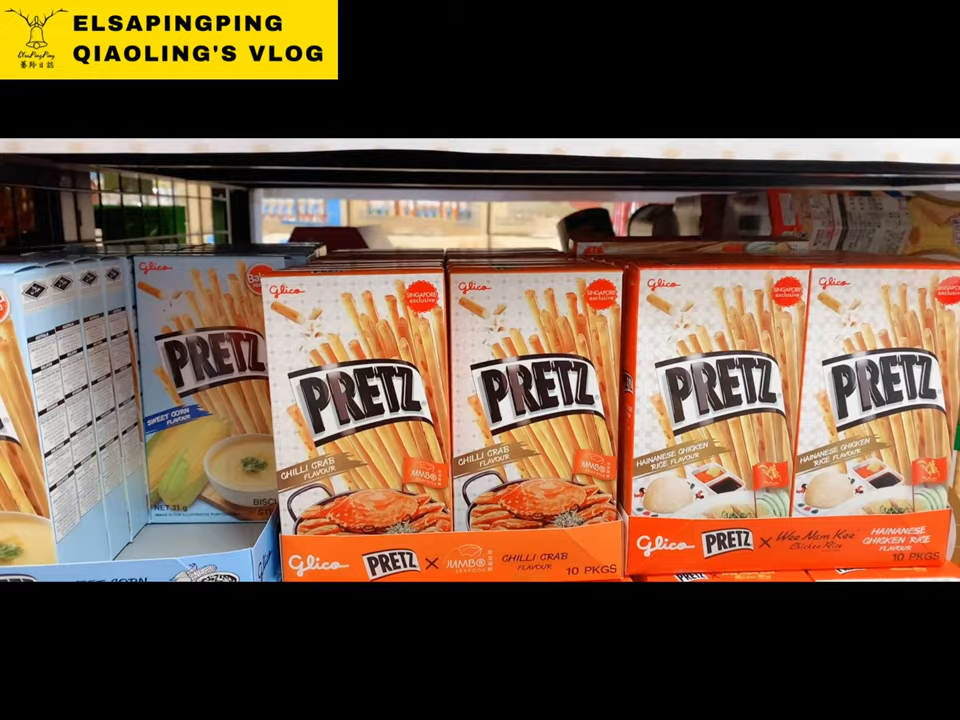 ELSAPINGPING
QIAOLING'S VLOG
ElsaPingPing
Glico
PRETZ
SWEET CORN
FLAVOUR
NET 31 g
Glico
SINGAPORE
exclusive
PRETZ
CHILLI CRAB
FLAVOUR
JUMBO
Glico
SINGAPORE
exclusive
PRETZ
CHILLI CRAB
FLAVOUR
JUMBO
Glico
SINGAPORE
exclusive
PRETZ
HAINANESE CHICKEN
RICE FLAVOUR
Glico
SINGAPORE
exclusive
PRETZ
HAINANESE CHICKEN
RICE FLAVOUR
Glico PRETZ × JUMBO SEAFOOD CHILLI CRAB FLAVOUR 10 PKGS
Glico PRETZ × Wee Nam Kee Chicken Rice HAINANESE CHICKEN RICE FLAVOUR 10 PKGS